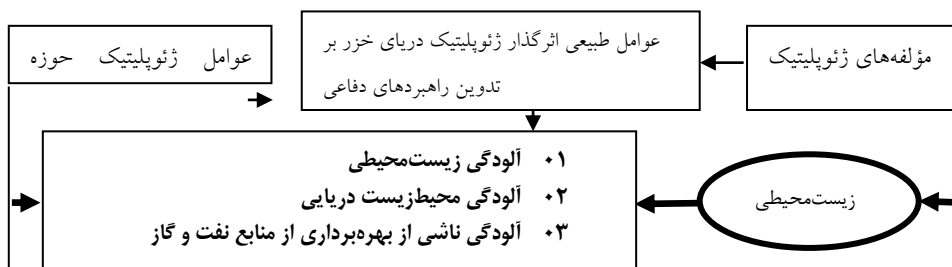 مؤلفه‌های ژئوپلیتیک
عوامل طبیعی اثرگذار ژئوپلیتیک دریای خزر بر
تدوین راهبردهای دفاعی
عوامل ژئوپلیتیک حوزه
زیست‌محیطی
۰۱ آلودگی زیست‌محیطی
۰۲ آلودگی محیط‌زیست دریایی
۰۳ آلودگی ناشی از بهره‌برداری از منابع نفت و گاز